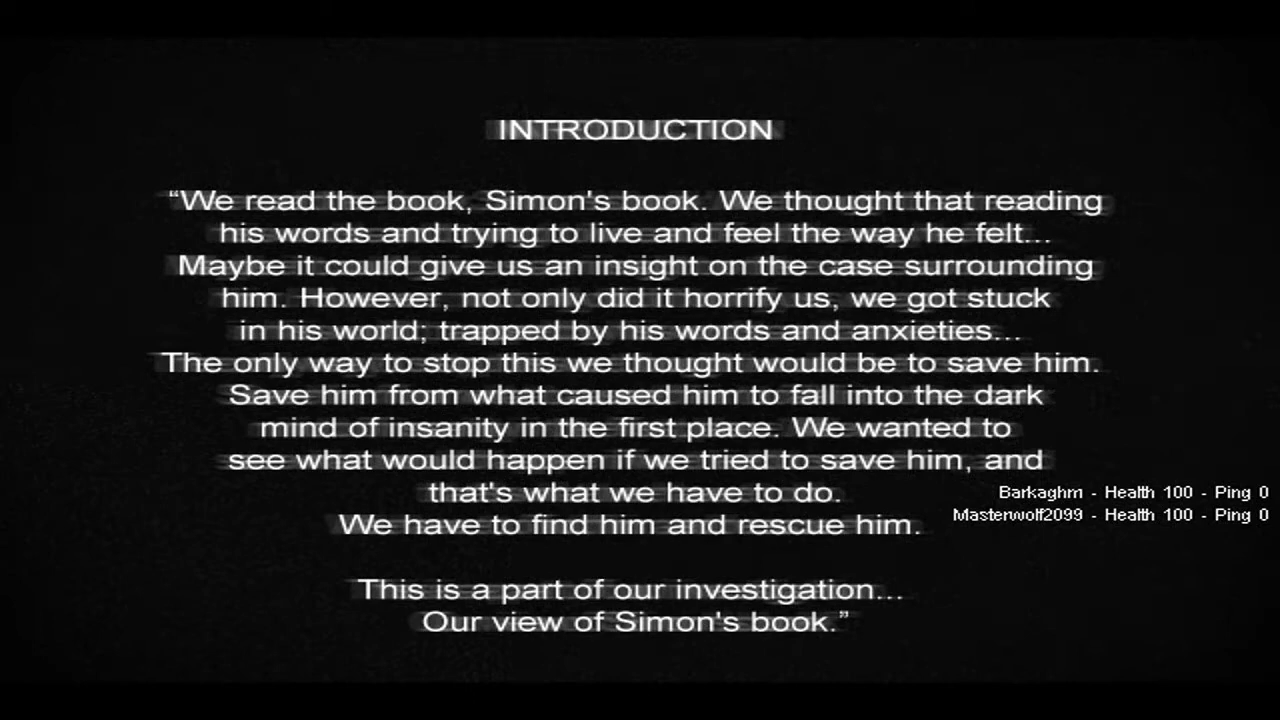 INTRODUCTION
“We read the book, Simon's book. We thought that reading
his words and trying to live and feel the way he felt...
Maybe it could give us an insight on the case surrounding
him. However, not only did it horrify us, we got stuck
in his world; trapped by his words and anxieties...
The only way to stop this we thought would be to save him.
Save him from what caused him to fall into the dark
mind of insanity in the first place. We wanted to
see what would happen if we tried to save him, and
that's what we have to do.
We have to find him and rescue him.
This is a part of our investigation...
Our view of Simon's book.”
Barkaghm - Health 100 - Ping 0
Masterwolf2099 - Health 100 - Ping 0